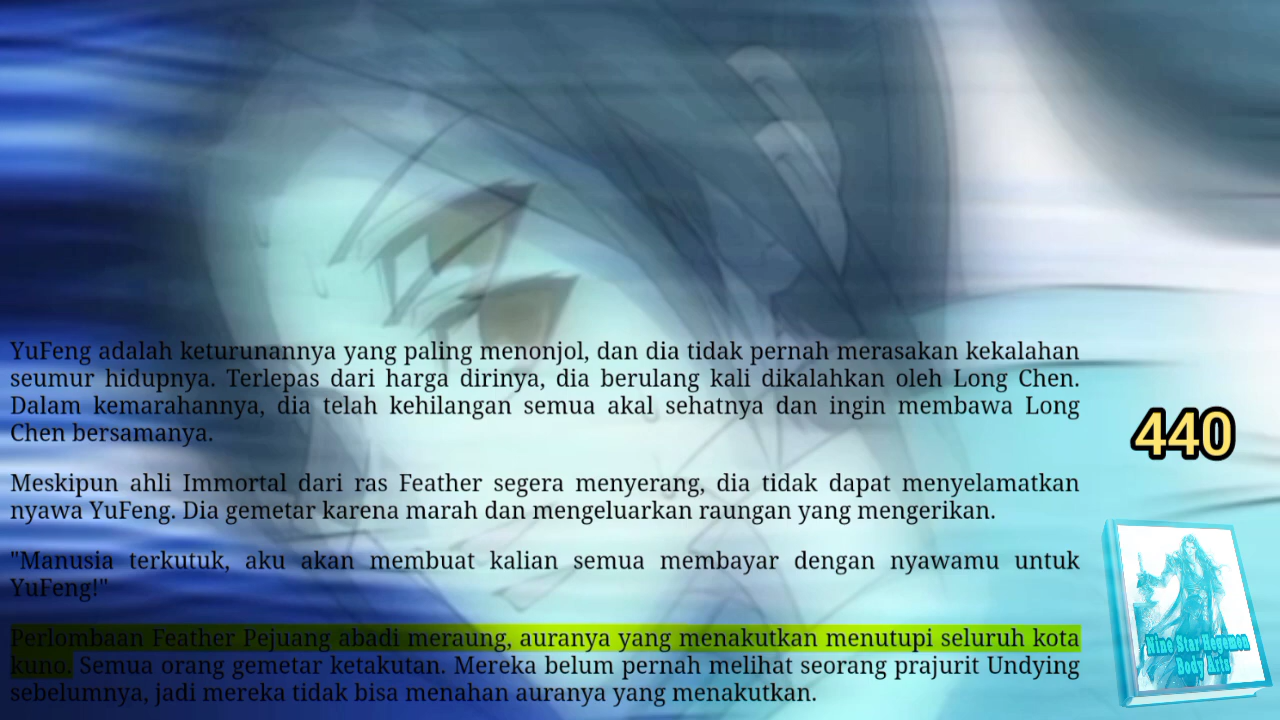 YuFeng adalah keturunannya yang paling menonjol, dan dia tidak pernah merasakan kekalahan
seumur hidupnya. Terlepas dari harga dirinya, dia berulang kali dikalahkan oleh Long Chen.
Dalam kemarahannya, dia telah kehilangan semua akal sehatnya dan ingin membawa Long
Chen bersamanya.
Meskipun ahli Immortal dari ras Feather segera menyerang, dia tidak dapat menyelamatkan
nyawa YuFeng. Dia gemetar karena marah dan mengeluarkan raungan yang mengerikan.
"Manusia terkutuk, aku akan membuat kalian semua membayar dengan nyawamu untuk
YuFeng!"
Perlombaan Feather Pejuang abadi meraung, auranya yang menakutkan menutupi seluruh kota
kuno. Semua orang gemetar ketakutan. Mereka belum pernah melihat seorang prajurit Undying
sebelumnya, jadi mereka tidak bisa menahan auranya yang menakutkan.
440
Nine Star Hegemon
Body Arts